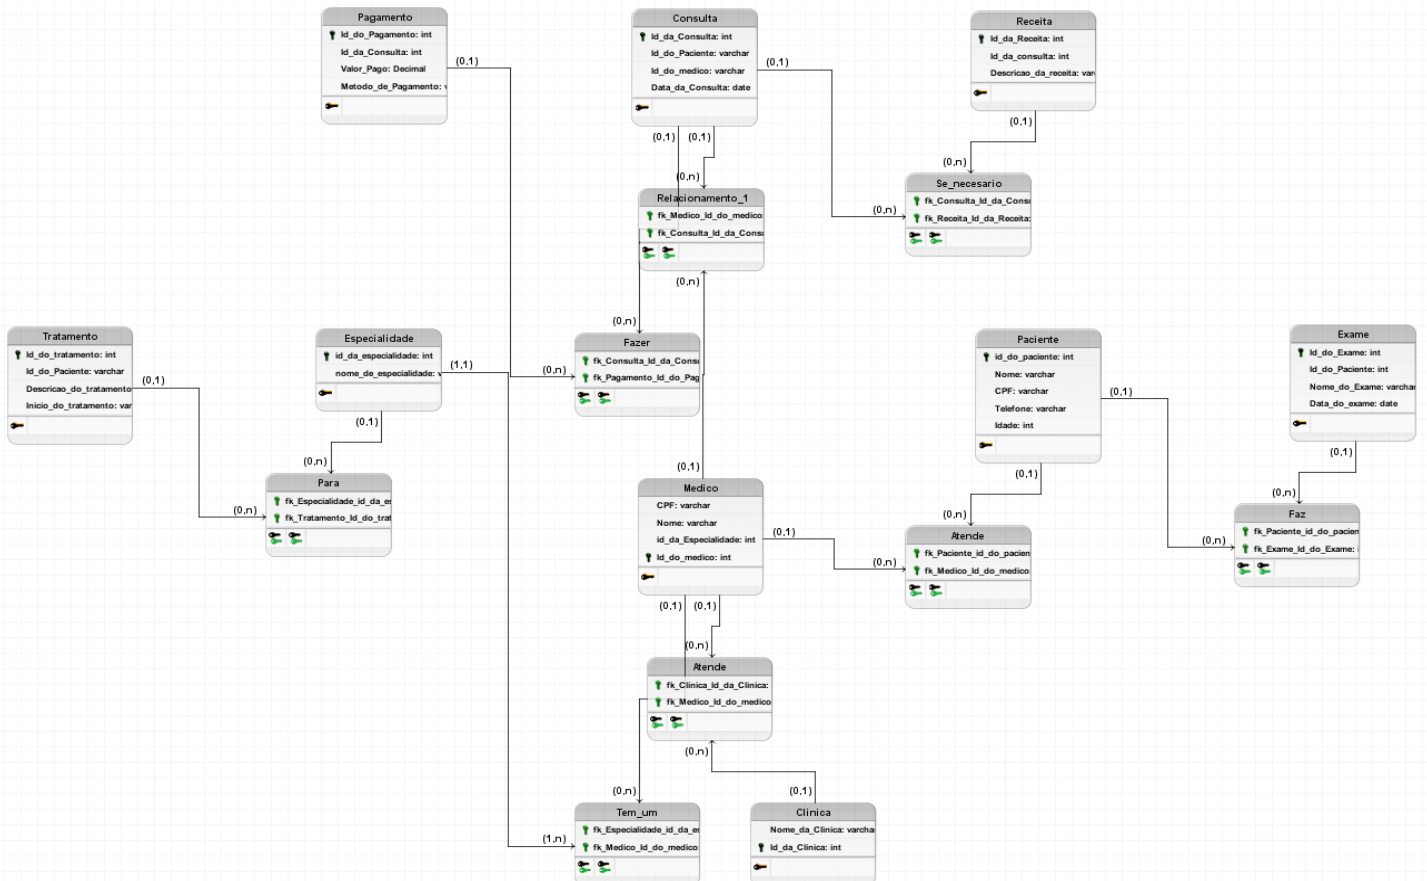 Pagamento
Id_do_Pagamento: int
Id_da_Consulta: int
Valor_Pago: Decimal
Metodo_de_Pagamento: v
(0,1)
Consulta
Id_da_Consulta: int
Id_do_Paciente: varchar
Id_do_medico: varchar
Data_da_Consulta: date
(0,1)
(0,1)
(0,1)
Receita
Id_da_Receita: int
Id_da_consulta: int
Descricao_da_receita: var
(0,1)
(0,n)
Relacionamento_1
fk_Medico_Id_do_medico
fk_Consulta_Id_da_Consu
(0,n)
(0,n)
Se_necesario
fk_Consulta_Id_da_Consu
fk_Receita_Id_da_Receita:
(0,n)
Tratamento
Id_do_tratamento: int
Id_do_Paciente: varchar
Descricao_do_tratamento
Inicio_do_tratamento: var
(0,1)
Especialidade
id_da_especialidade: int
nome_de_especialidade: v
(1,1)
(0,1)
(0,n)
Fazer
fk_Consulta_Id_da_Consu
fk_Pagamento_Id_do_Pag
(0,n)
Paciente
id_do_paciente: int
Nome: varchar
CPF: varchar
Telefone: varchar
Idade: int
(0,1)
(0,1)
Exame
Id_do_Exame: int
Id_do_Paciente: int
Nome_do_Exame: varchar
Data_do_exame: date
(0,1)
(0,n)
Para
fk_Especialidade_id_da_es
fk_Tratamento_Id_do_trat
(0,n)
(0,1)
Medico
CPF: varchar
Nome: varchar
id_da_Especialidade: int
Id_do_medico: int
(0,1)
(0,1)
(0,1)
(0,n)
Atende
fk_Paciente_id_do_pacien
fk_Medico_Id_do_medico
(0,n)
(0,n)
Faz
fk_Paciente_id_do_pacien
fk_Exame_Id_do_Exame: i
(0,n)
(0,n)
Atende
fk_Clinica_Id_da_Clinica:
fk_Medico_Id_do_medico
(0,n)
(0,n)
Tem_um
fk_Especialidade_id_da_es
fk_Medico_Id_do_medico
(1,n)
(0,1)
Clinica
Nome_da_Clinica: varcha
Id_da_Clinica: int